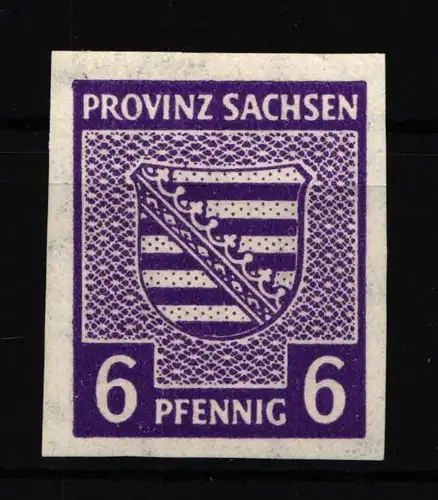 PROVINZ SACHSEN
6 PFENNIG 6